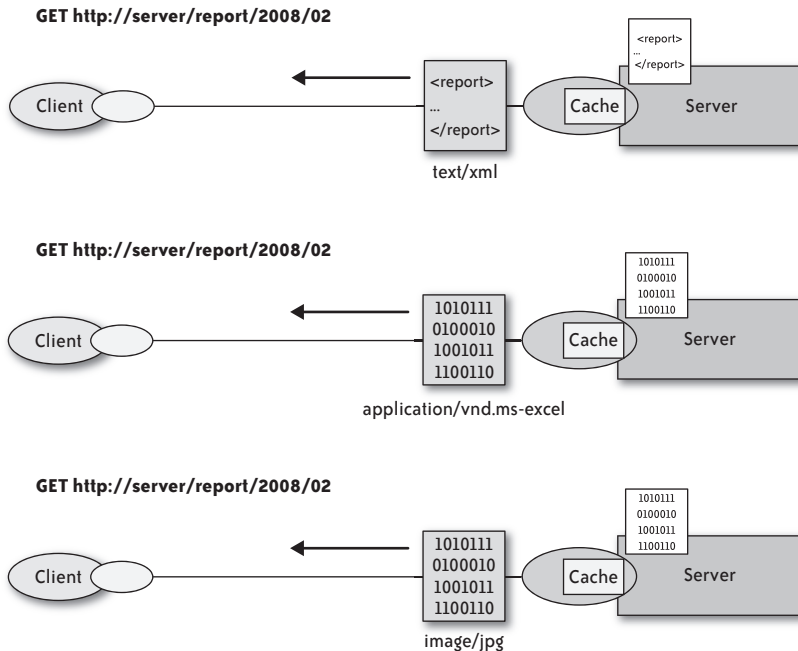 GET http://server/report/2008/02
<report>
...
</report>
Client
<report>
...
</report>
Cache
Server
text/xml
GET http://server/report/2008/02
1010111
0100010
1001011
1100110
Client
1010111
0100010
1001011
1100110
Cache
Server
application/vnd.ms-excel
GET http://server/report/2008/02
1010111
0100010
1001011
1100110
Client
1010111
0100010
1001011
1100110
Cache
Server
image/jpg